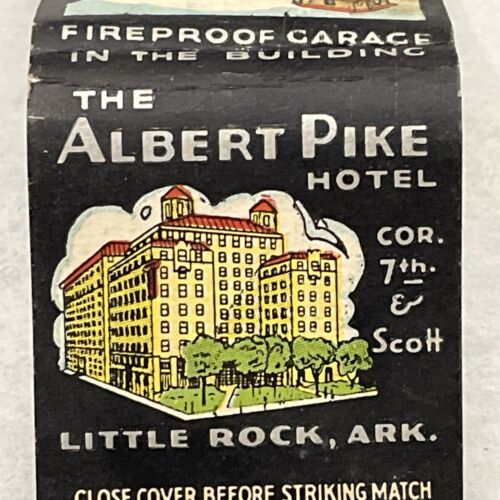 FIREPROOF GARAGE
IN THE BUILDING
THE
ALBERT PIKE
HOTEL
COR.
7th.
&
Scott
LITTLE ROCK, ARK.
CLOSE COVER BEFORE STRIKING MATCH